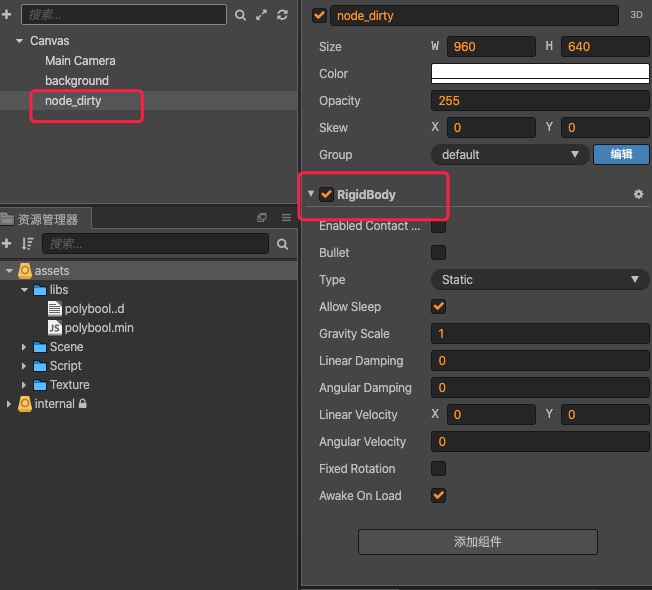 搜索...
Canvas
Main Camera
background
node_dirty
资源管理器
搜索...
assets
libs
polybool..d
JS polybool.min
Scene
Script
Texture
internal
node_dirty 3D
Size W 960 H 640
Color
Opacity 255
Skew X 0 Y 0
Group default 编辑
RigidBody
Enabled Contact ...
Bullet
Type Static
Allow Sleep
Gravity Scale 1
Linear Damping 0
Angular Damping 0
Linear Velocity X 0 Y 0
Angular Velocity 0
Fixed Rotation
Awake On Load
添加组件